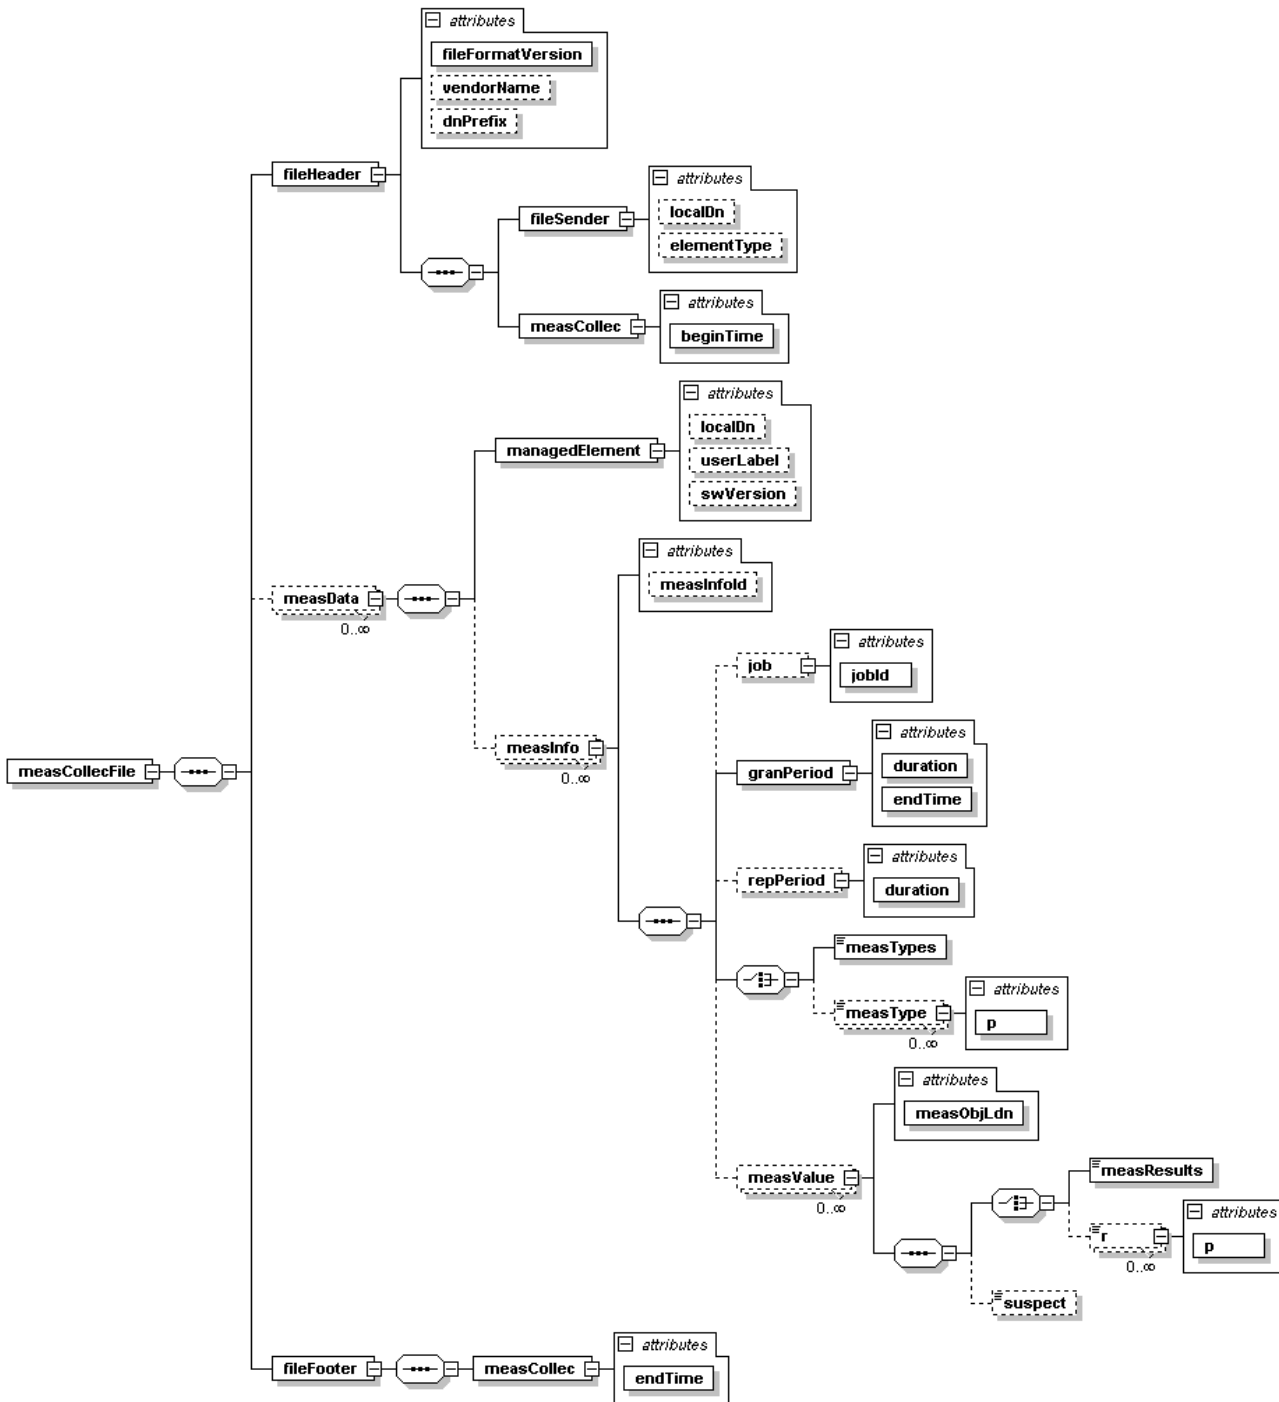 attributes
fileFormatVersion
vendorName
dnPrefix
fileHeader
attributes
localDn
elementType
fileSender
attributes
beginTime
measCollec
attributes
localDn
userLabel
swVersion
managedElement
attributes
measInfoId
measData
0..∞
attributes
jobId
job
measInfo
0..∞
attributes
duration
endTime
granPeriod
measCollecFile
attributes
duration
repPeriod
measTypes
attributes
p
measType
0..∞
attributes
measObjLdn
measValue
0..∞
measResults
attributes
p
r
0..∞
suspect
attributes
endTime
fileFooter
measCollec